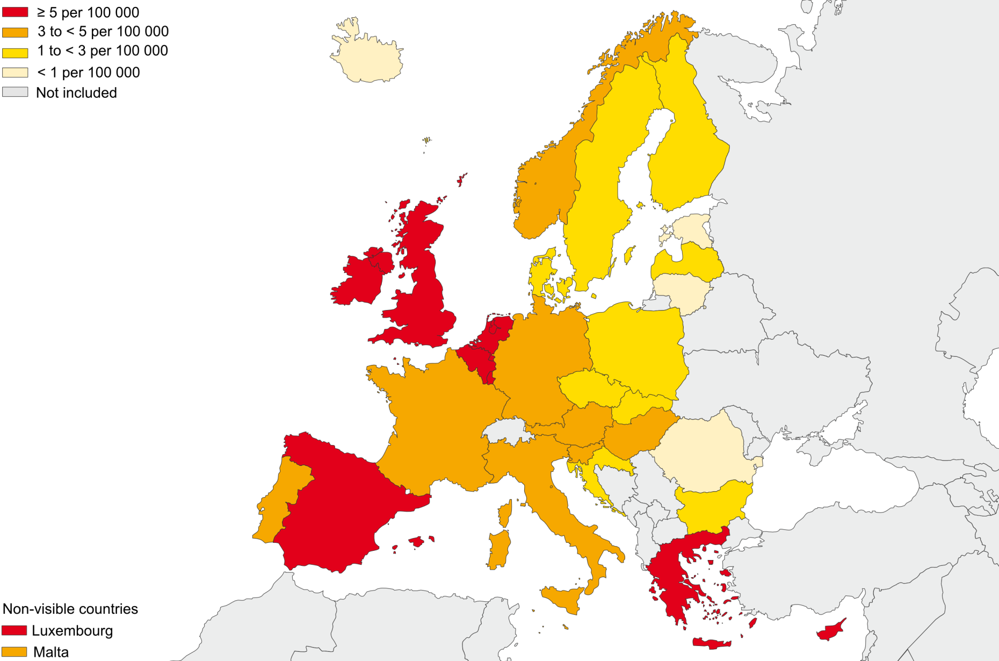 ≥ 5 per 100 000
3 to < 5 per 100 000
1 to < 3 per 100 000
< 1 per 100 000
Not included
Non-visible countries
Luxembourg
Malta